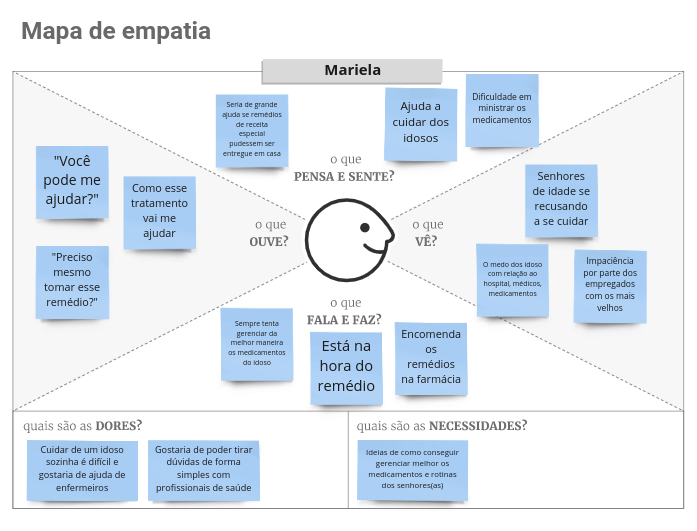 Mapa de empatia
Mariela
Seria de grande
ajuda se remédios
de receita
especial
pudessem ser
entregue em casa
Ajuda a
cuidar dos
idosos
Dificuldade em
ministrar os
medicamentos
o que
PENSA E SENTE?
"Você
pode me
ajudar?"
Como esse
tratamento
vai me
ajudar
"Preciso
mesmo
tomar esse
remédio?"
o que
OUVE?
o que
VÊ?
Senhores
de idade se
recusando
a se cuidar
O medo dos idoso
com relação ao
hospital, médicos,
medicamentos
Impaciência
por parte dos
empregados
com os mais
velhos
o que
FALA E FAZ?
Sempre tenta
gerenciar da
melhor maneira
os medicamentos
do idoso
Está na
hora do
remédio
Encomenda
os
remédios
na farmácia
quais são as DORES?
Cuidar de um idoso
sozinha é difícil e
gostaria de ajuda de
enfermeiros
Gostaria de poder tirar
dúvidas de forma
simples com
profissionais de saúde
quais são as NECESSIDADES?
Ideias de como conseguir
gerenciar melhor os
medicamentos e rotinas
dos senhores(as)